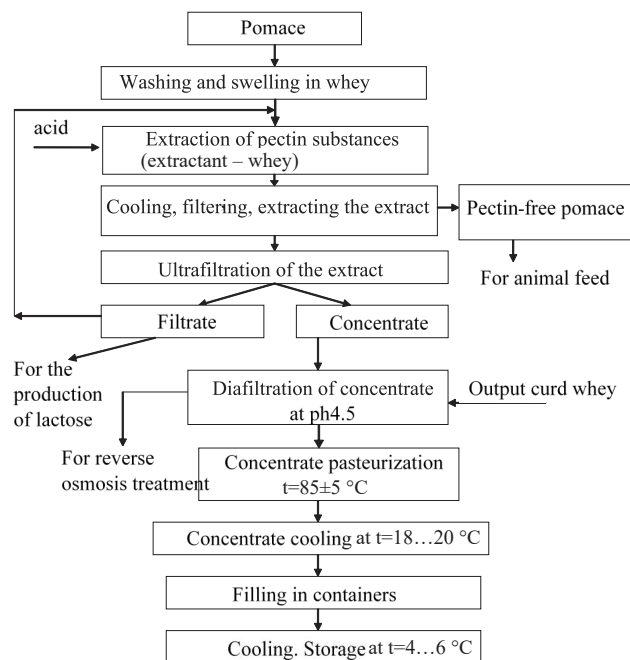 Pomace
Washing and swelling in whey
acid
Extraction of pectin substances
(extractant – whey)
Cooling, filtering, extracting the extract
Pectin-free pomace
Ultrafiltration of the extract
For animal feed
Filtrate
Concentrate
For the
production
of lactose
Diafiltration of concentrate
at ph4.5
Output curd whey
For reverse
osmosis treatment
Concentrate pasteurization
t=85±5 °C
Concentrate cooling at t=18…20 °C
Filling in containers
Cooling. Storage at t=4…6 °C